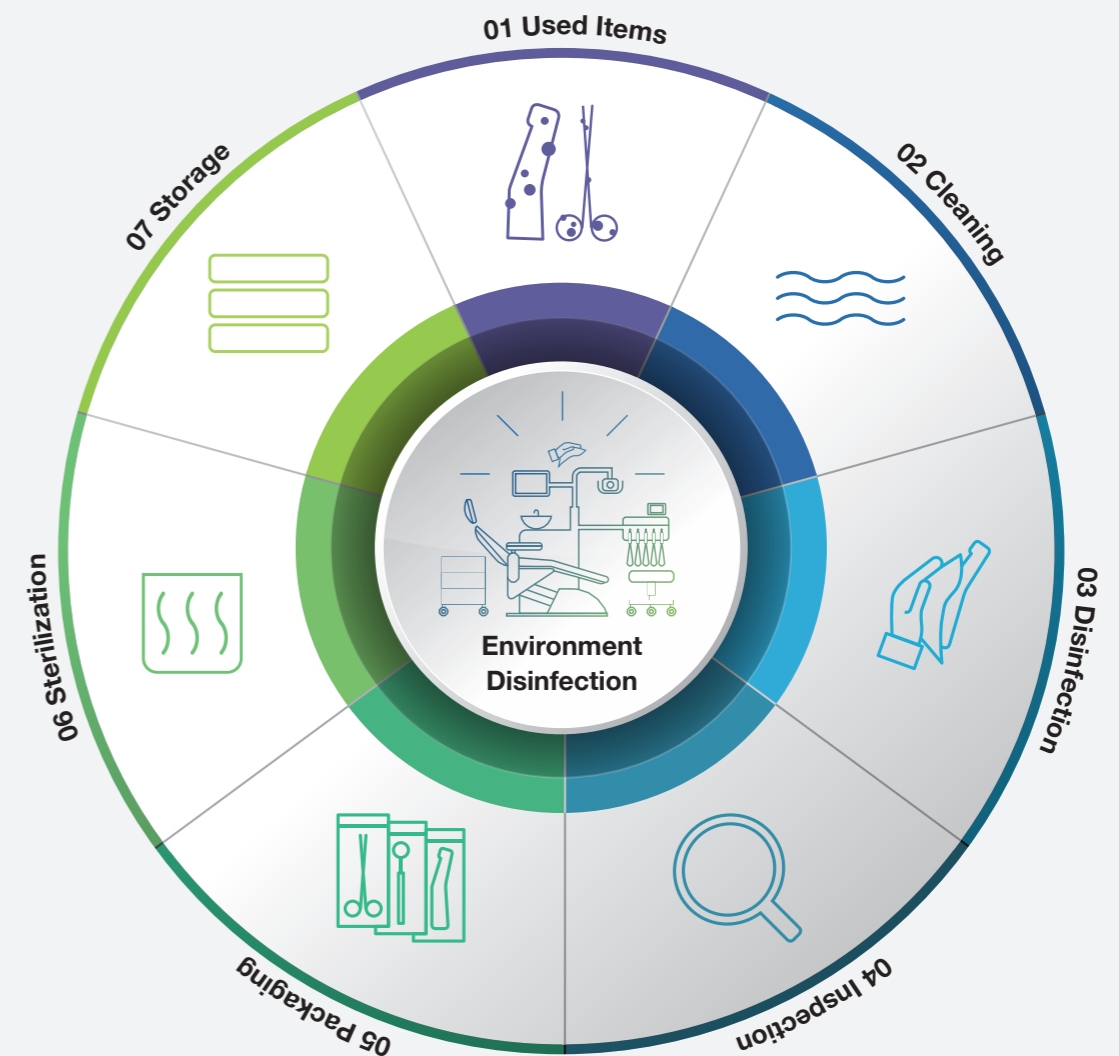 01 Used Items
02 Cleaning
03 Disinfection
04 Inspection
05 Packaging
06 Sterilization
07 Storage
Environment
Disinfection